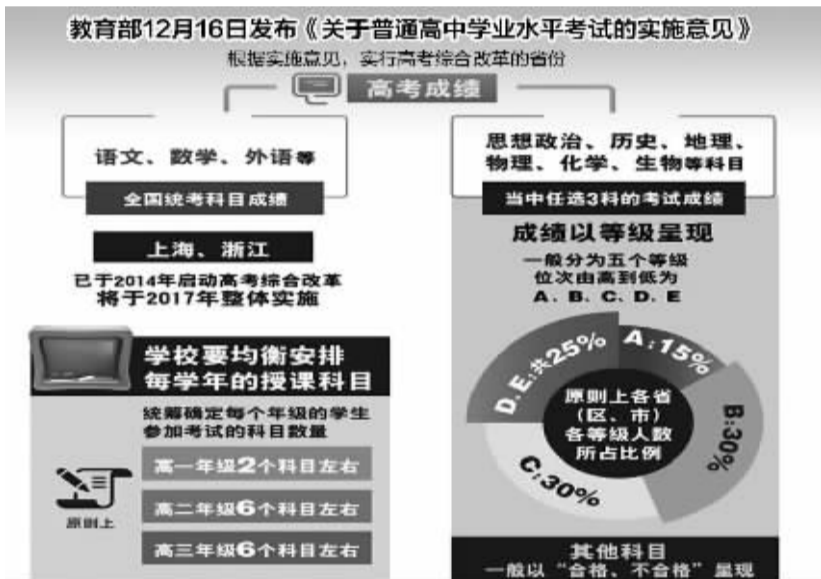 教育部12月16日发布《关于普通高中学业水平考试的实施意见》
根据实施意见，实行高考综合改革的省份
高考成绩
语文、数学、外语等
全国统考科目成绩
上海、浙江
已于2014年启动高考综合改革
将于2017年整体实施
学校要均衡安排
每学年的授课科目
统筹确定每个年级的学生
参加考试的科目数量
原则上
高一年级2个科目左右
高二年级6个科目左右
高三年级6个科目左右
思想政治、历史、地理、
物理、化学、生物等科目
当中任选3科的考试成绩
成绩以等级呈现
一般分为五个等级
位次由高到低为
A、B、C、D、E
D.E:共25%
A:15%
B:30%
C:30%
原则上各省
（区、市）
各等级人数
所占比例
其他科目
一般以“合格、不合格”呈现